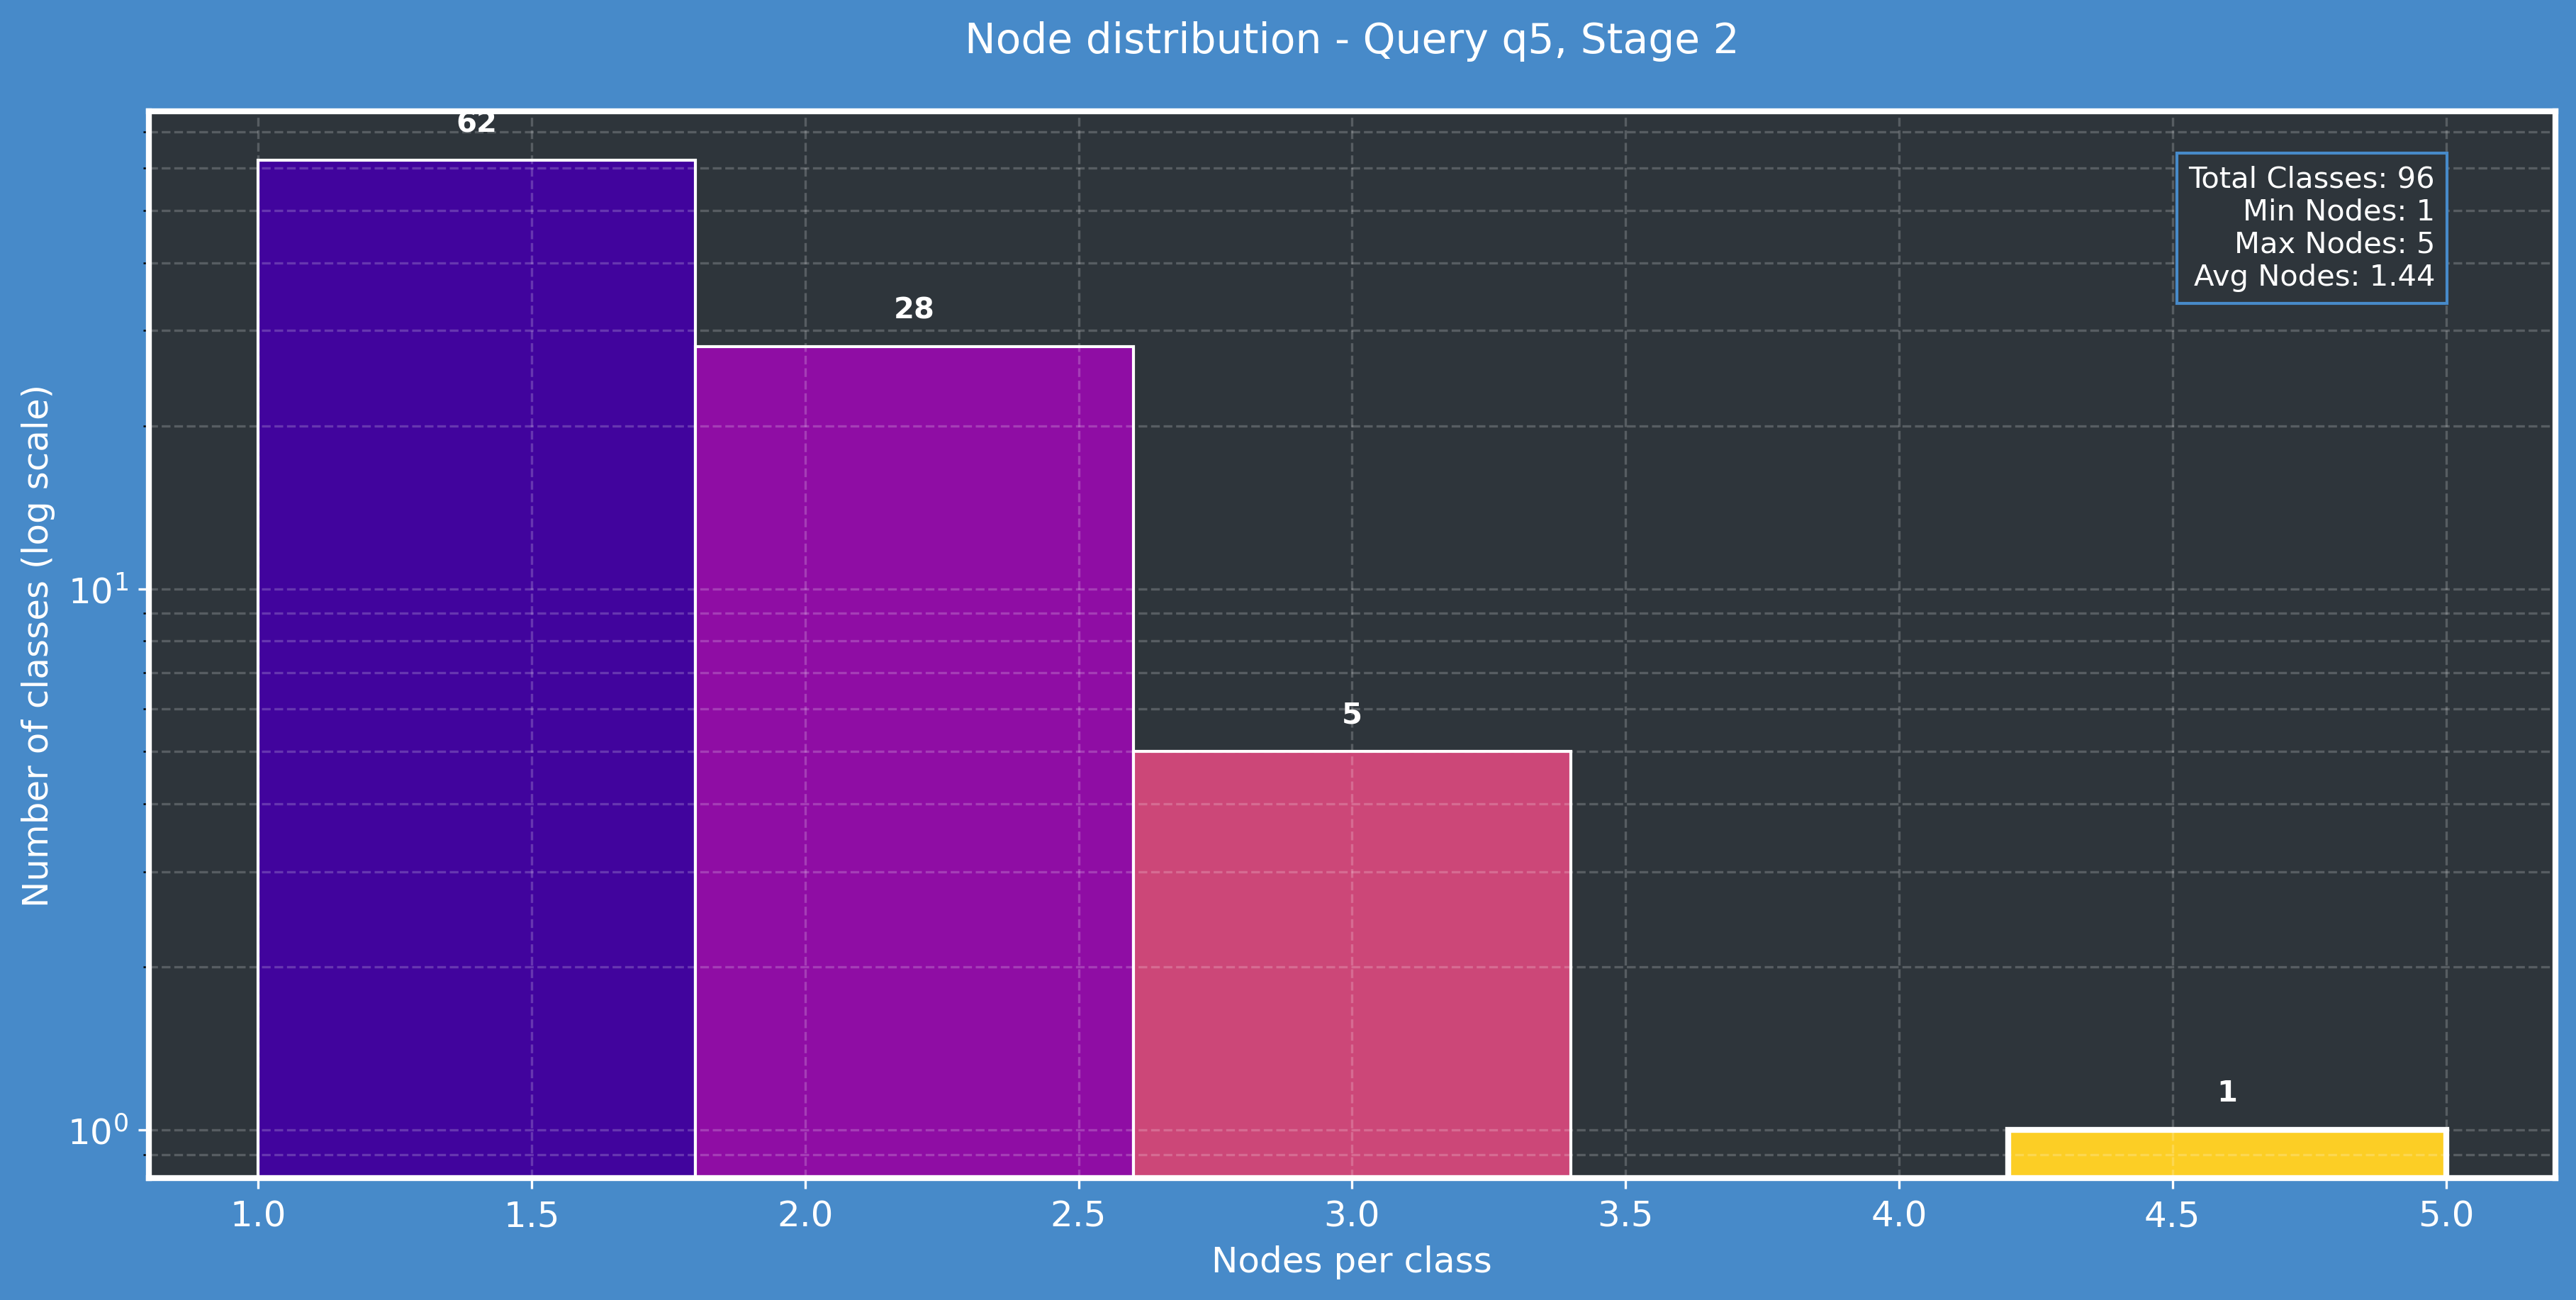 Node distribution - Query q5, Stage 2
62
28
5
1
Total Classes: 96
Min Nodes: 1
Max Nodes: 5
Avg Nodes: 1.44
Number of classes (log scale)
10¹
10⁰
1.0 1.5 2.0 2.5 3.0 3.5 4.0 4.5 5.0
Nodes per class